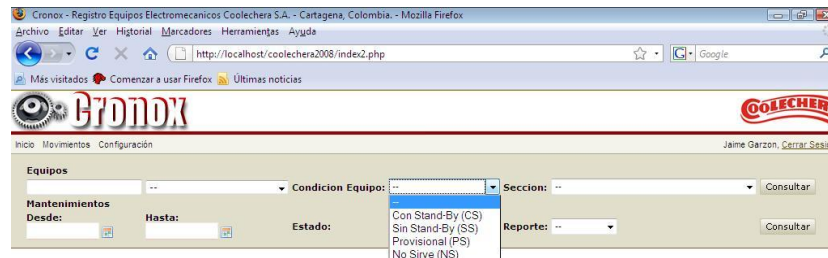 Cronox - Registro Equipos Electromecanicos Coolechera S.A. - Cartagena, Colombia. - Mozilla Firefox
Archivo Editar Ver Historial Marcadores Herramientas Ayuda
http://localhost/coolechera2008/index2.php
G Google
Más visitados Comenzar a usar Firefox Últimas noticias
Cronox COOLECHER
Inicio Movimientos Configuración Jaime Garzon, Cerrar Sesi
Equipos
-- Condicion Equipo: -- Seccion: -- Consultar
--
Mantenimientos
Desde: Hasta: Con Stand-By (CS)
Estado: Sin Stand-By (SS) Reporte: -- Consultar
Provisional (PS)
No Sirve (NS)